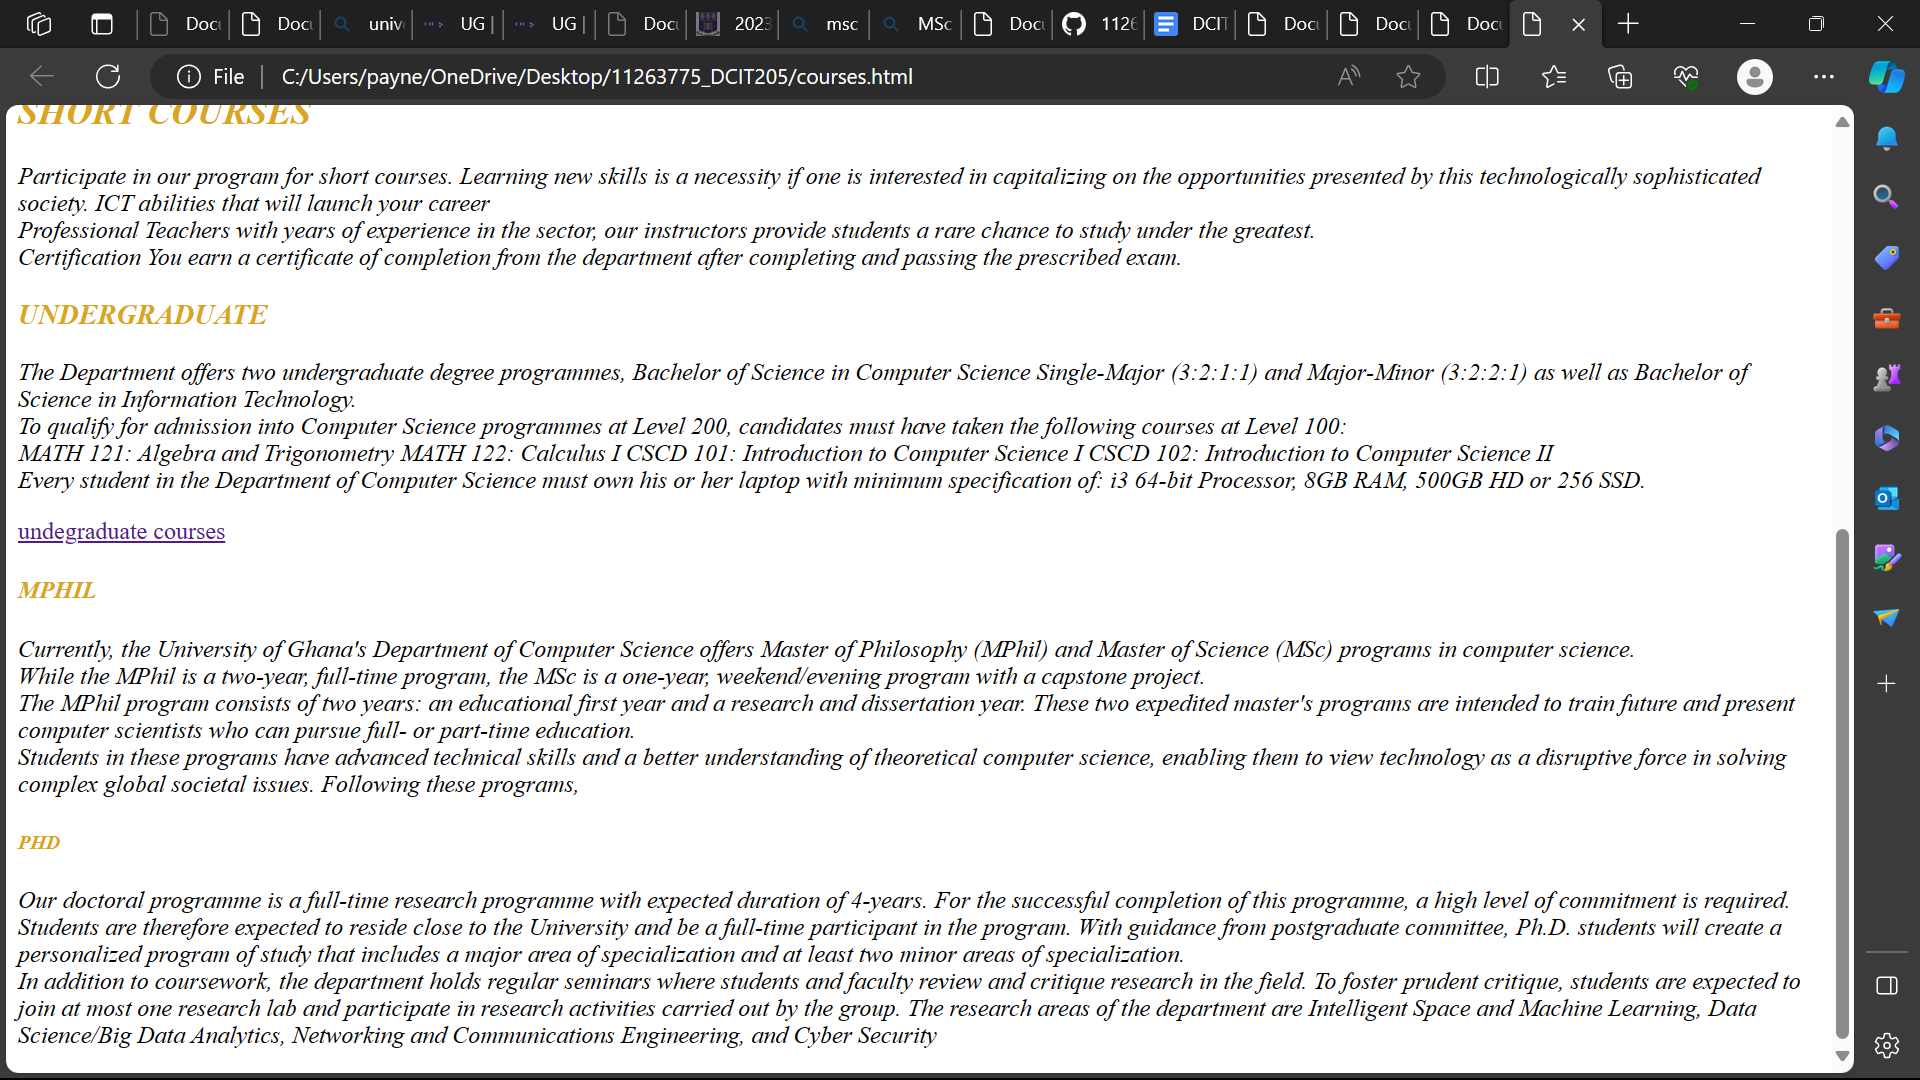 Docu
Docu
univ
UG |
UG |
Docu
2023
msc
MSc
Docu
1126
DCIT
Docu
Docu
Docu
File
C:/Users/payne/OneDrive/Desktop/11263775_DCIT205/courses.html
SHORT COURSES
Participate in our program for short courses. Learning new skills is a necessity if one is interested in capitalizing on the opportunities presented by this technologically sophisticated
society. ICT abilities that will launch your career
Professional Teachers with years of experience in the sector, our instructors provide students a rare chance to study under the greatest.
Certification You earn a certificate of completion from the department after completing and passing the prescribed exam.
UNDERGRADUATE
The Department offers two undergraduate degree programmes, Bachelor of Science in Computer Science Single-Major (3:2:1:1) and Major-Minor (3:2:2:1) as well as Bachelor of
Science in Information Technology.
To qualify for admission into Computer Science programmes at Level 200, candidates must have taken the following courses at Level 100:
MATH 121: Algebra and Trigonometry MATH 122: Calculus I CSCD 101: Introduction to Computer Science I CSCD 102: Introduction to Computer Science II
Every student in the Department of Computer Science must own his or her laptop with minimum specification of: i3 64-bit Processor, 8GB RAM, 500GB HD or 256 SSD.
undegraduate courses
MPHIL
Currently, the University of Ghana's Department of Computer Science offers Master of Philosophy (MPhil) and Master of Science (MSc) programs in computer science.
While the MPhil is a two-year, full-time program, the MSc is a one-year, weekend/evening program with a capstone project.
The MPhil program consists of two years: an educational first year and a research and dissertation year. These two expedited master's programs are intended to train future and present
computer scientists who can pursue full- or part-time education.
Students in these programs have advanced technical skills and a better understanding of theoretical computer science, enabling them to view technology as a disruptive force in solving
complex global societal issues. Following these programs,
PHD
Our doctoral programme is a full-time research programme with expected duration of 4-years. For the successful completion of this programme, a high level of commitment is required.
Students are therefore expected to reside close to the University and be a full-time participant in the program. With guidance from postgraduate committee, Ph.D. students will create a
personalized program of study that includes a major area of specialization and at least two minor areas of specialization.
In addition to coursework, the department holds regular seminars where students and faculty review and critique research in the field. To foster prudent critique, students are expected to
join at most one research lab and participate in research activities carried out by the group. The research areas of the department are Intelligent Space and Machine Learning, Data
Science/Big Data Analytics, Networking and Communications Engineering, and Cyber Security